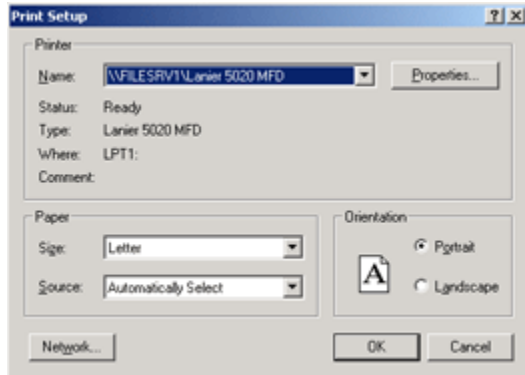 Print Setup
Printer
Name: \\FILESRV1\Lanier 5020 MFD Properties...
Status: Ready
Type: Lanier 5020 MFD
Where: LPT1:
Comment:
Paper
Size: Letter
Source: Automatically Select
Orientation
A
Portrait
Landscape
Network... OK Cancel